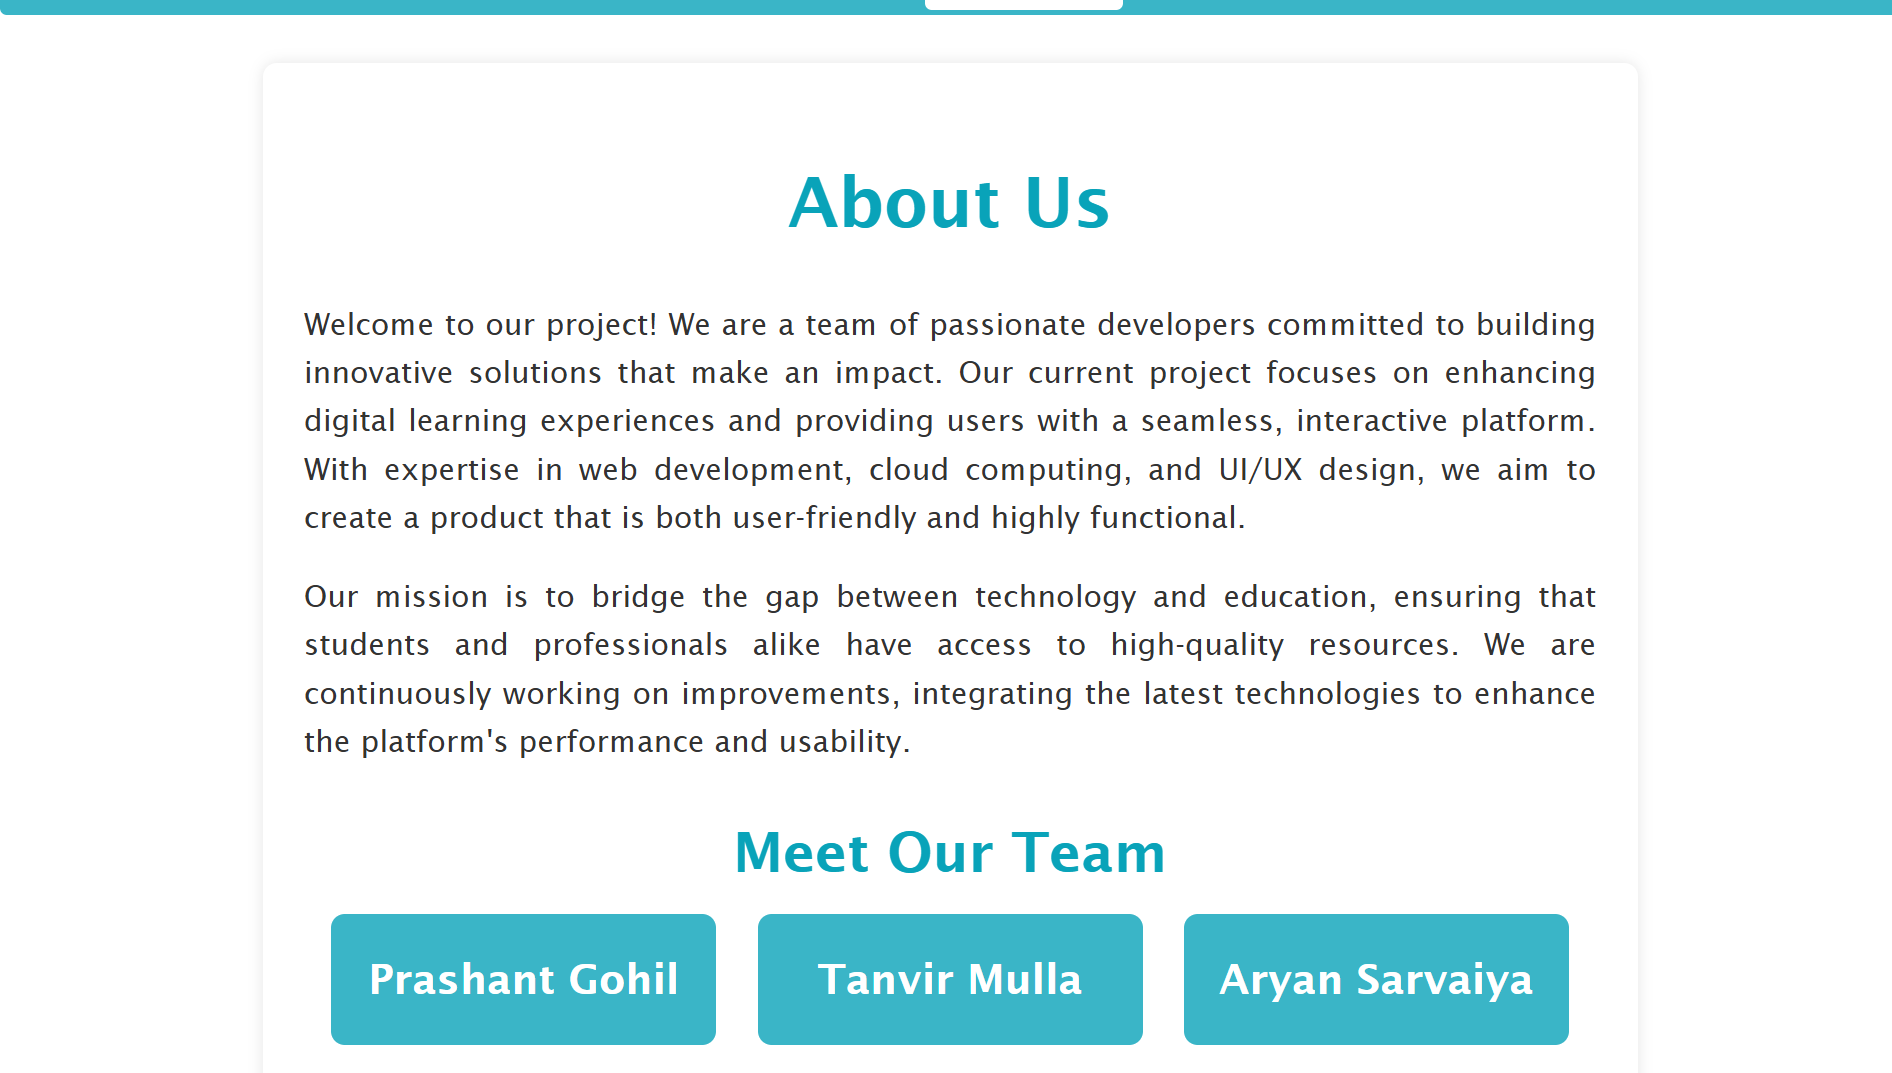 About Us
Welcome to our project! We are a team of passionate developers committed to building
innovative solutions that make an impact. Our current project focuses on enhancing
digital learning experiences and providing users with a seamless, interactive platform.
With expertise in web development, cloud computing, and UI/UX design, we aim to
create a product that is both user-friendly and highly functional.
Our mission is to bridge the gap between technology and education, ensuring that
students and professionals alike have access to high-quality resources. We are
continuously working on improvements, integrating the latest technologies to enhance
the platform's performance and usability.
Meet Our Team
Prashant Gohil
Tanvir Mulla
Aryan Sarvaiya